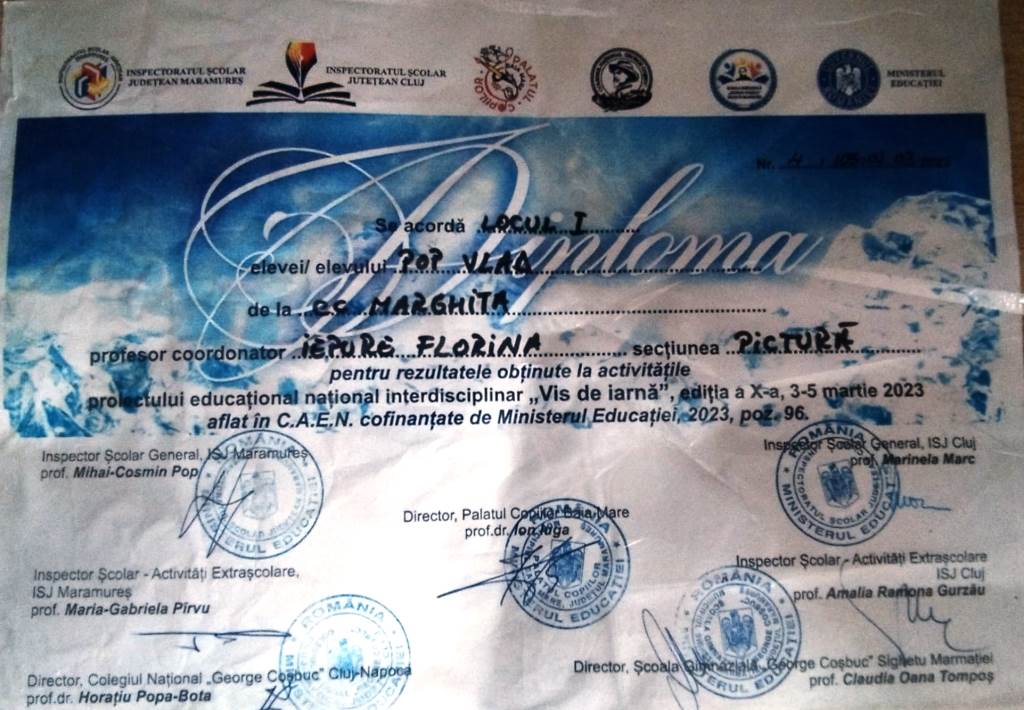 INSPECTORATUL ȘCOLAR
JUDEȚEAN MARAMUREȘ
INSPECTORATUL ȘCOLAR
JUTEȚEAN CLUJ
PALATUL COPIILOR
MINISTERUL
EDUCAȚIEI
Diploma
Nr.
Se acordă LOCUL I
elevei/ elevului POP VLAD
de la C.C. MARGHITA
profesor coordonator IEPURE FLORINA secțiunea PICTURĂ
pentru rezultatele obținute la activitățile
proiectului educațional național interdisciplinar „Vis de iarnă”, ediția a X-a, 3-5 martie 2023
aflat în C.A.E.N. cofinanțate de Ministerul Educației, 2023, poz. 96.
Inspector Școlar General, ISJ Maramureș
prof. Mihai-Cosmin Pop
Inspector Școlar General, ISJ Cluj
prof. Marinela Marc
Director, Palatul Copiilor Baia Mare
prof.dr. Ion Iuga
Inspector Școlar - Activități Extrașcolare,
ISJ Maramureș
prof. Maria-Gabriela Pîrvu
Inspector Școlar - Activități Extrașcolare
ISJ Cluj
prof. Amalia Ramona Gurzău
Director, Colegiul Național „George Coșbuc” Cluj-Napoca
prof.dr. Horațiu Popa-Bota
Director, Școala Gimnazială „George Coșbuc” Sighetu Marmației
prof. Claudia Oana Tompoș